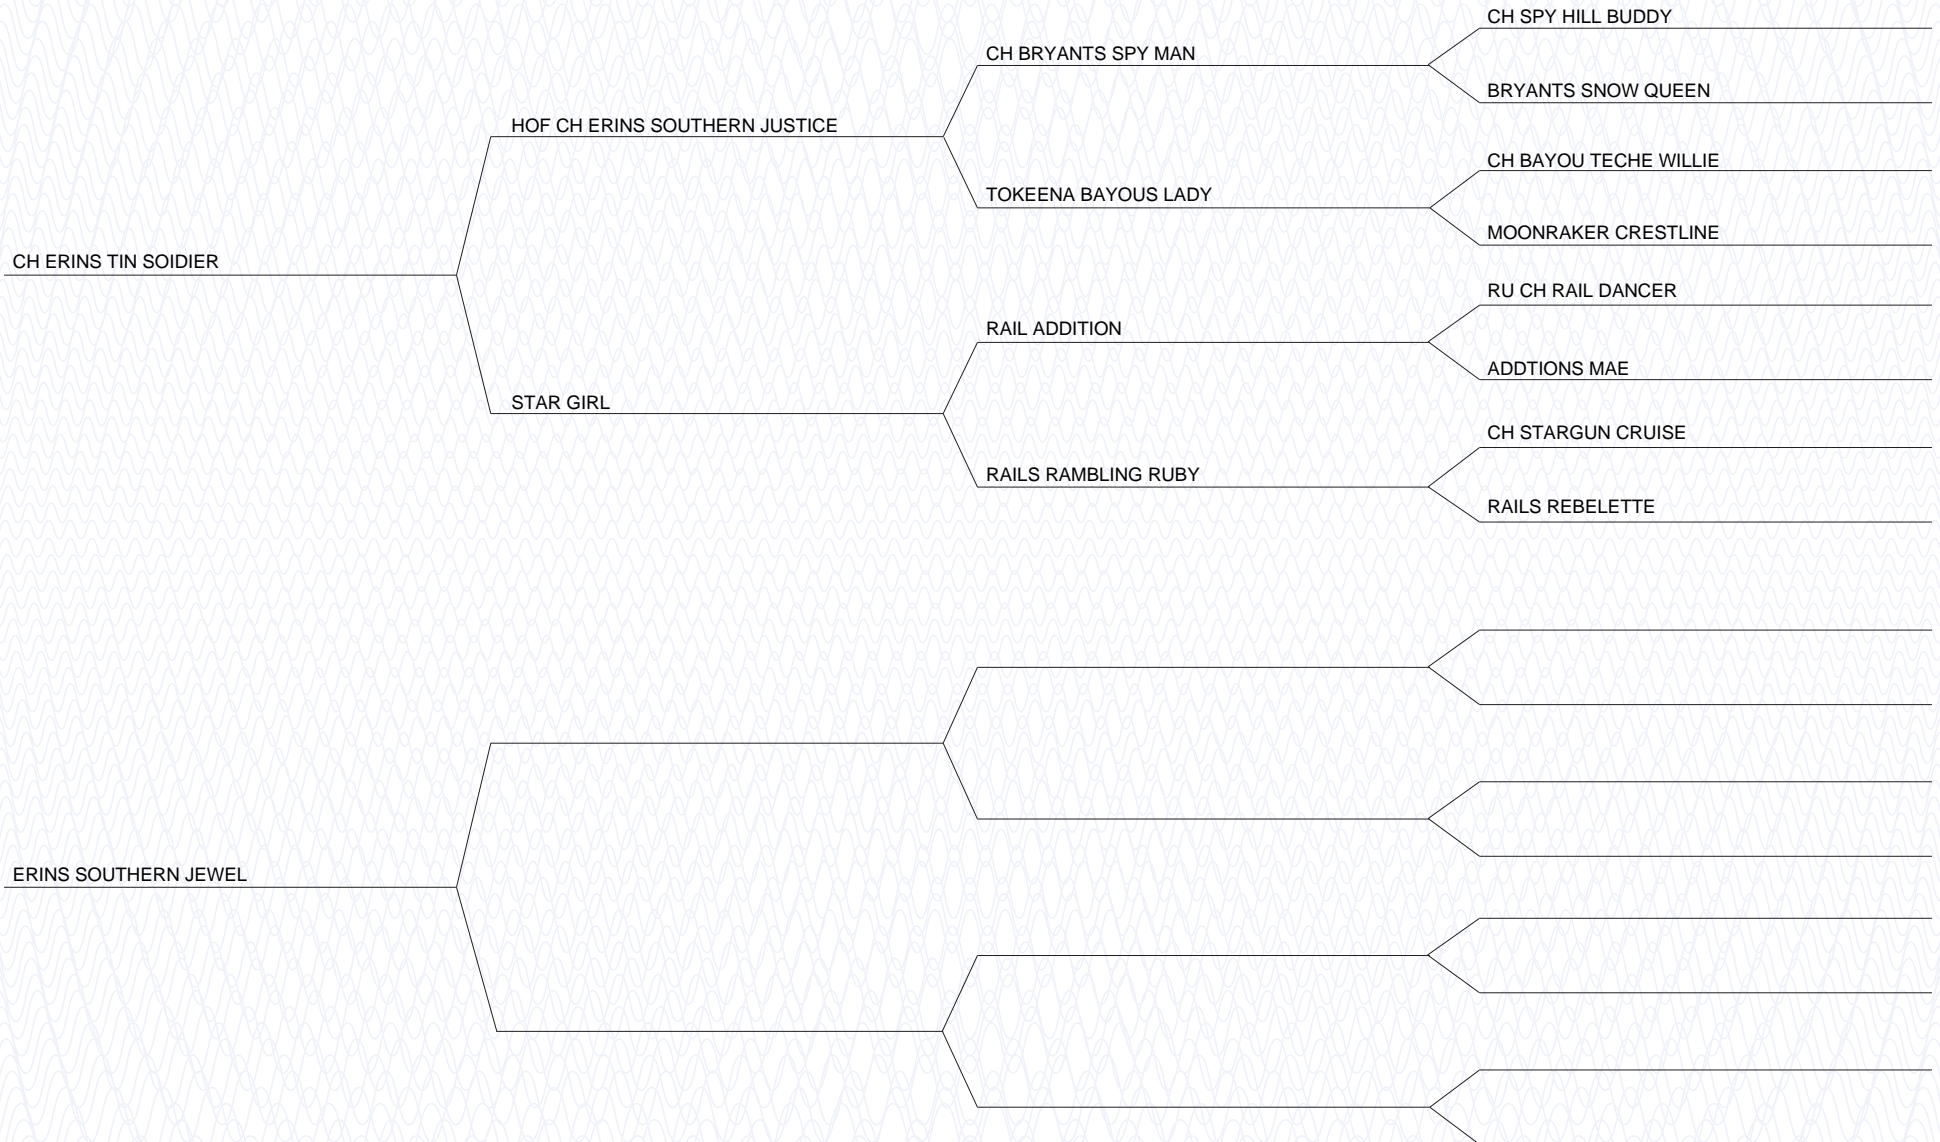 CH SPY HILL BUDDY
CH BRYANTS SPY MAN
BRYANTS SNOW QUEEN
HOF CH ERINS SOUTHERN JUSTICE
CH BAYOU TECHE WILLIE
TOKEENA BAYOUS LADY
MOONRAKER CRESTLINE
CH ERINS TIN SOIDIER
RU CH RAIL DANCER
RAIL ADDITION
ADDTIONS MAE
STAR GIRL
CH STARGUN CRUISE
RAILS RAMBLING RUBY
RAILS REBELETTE
ERINS SOUTHERN JEWEL